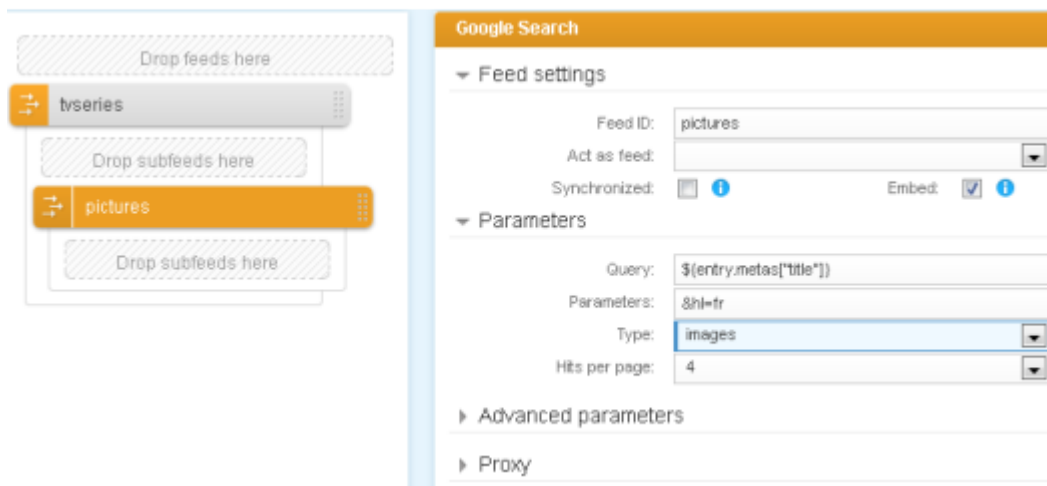 Drop feeds here
tvseries
Drop subfeeds here
pictures
Drop subfeeds here
Google Search
Feed settings
Feed ID: pictures
Act as feed:
Synchronized: Embed:
Parameters
Query: ${entry.metas["title"]}
Parameters: &hl=fr
Type: images
Hits per page: 4
Advanced parameters
Proxy